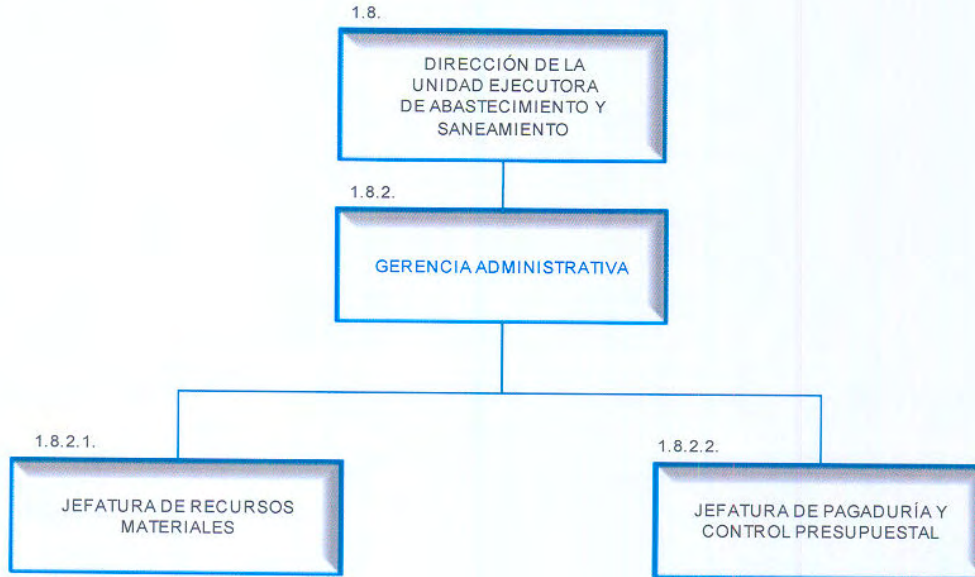 1.8.
DIRECCIÓN DE LA
UNIDAD EJECUTORA
DE ABASTECIMIENTO Y
SANEAMIENTO
1.8.2.
GERENCIA ADMINISTRATIVA
1.8.2.1.
JEFATURA DE RECURSOS
MATERIALES
1.8.2.2.
JEFATURA DE PAGADURÍA Y
CONTROL PRESUPUESTAL